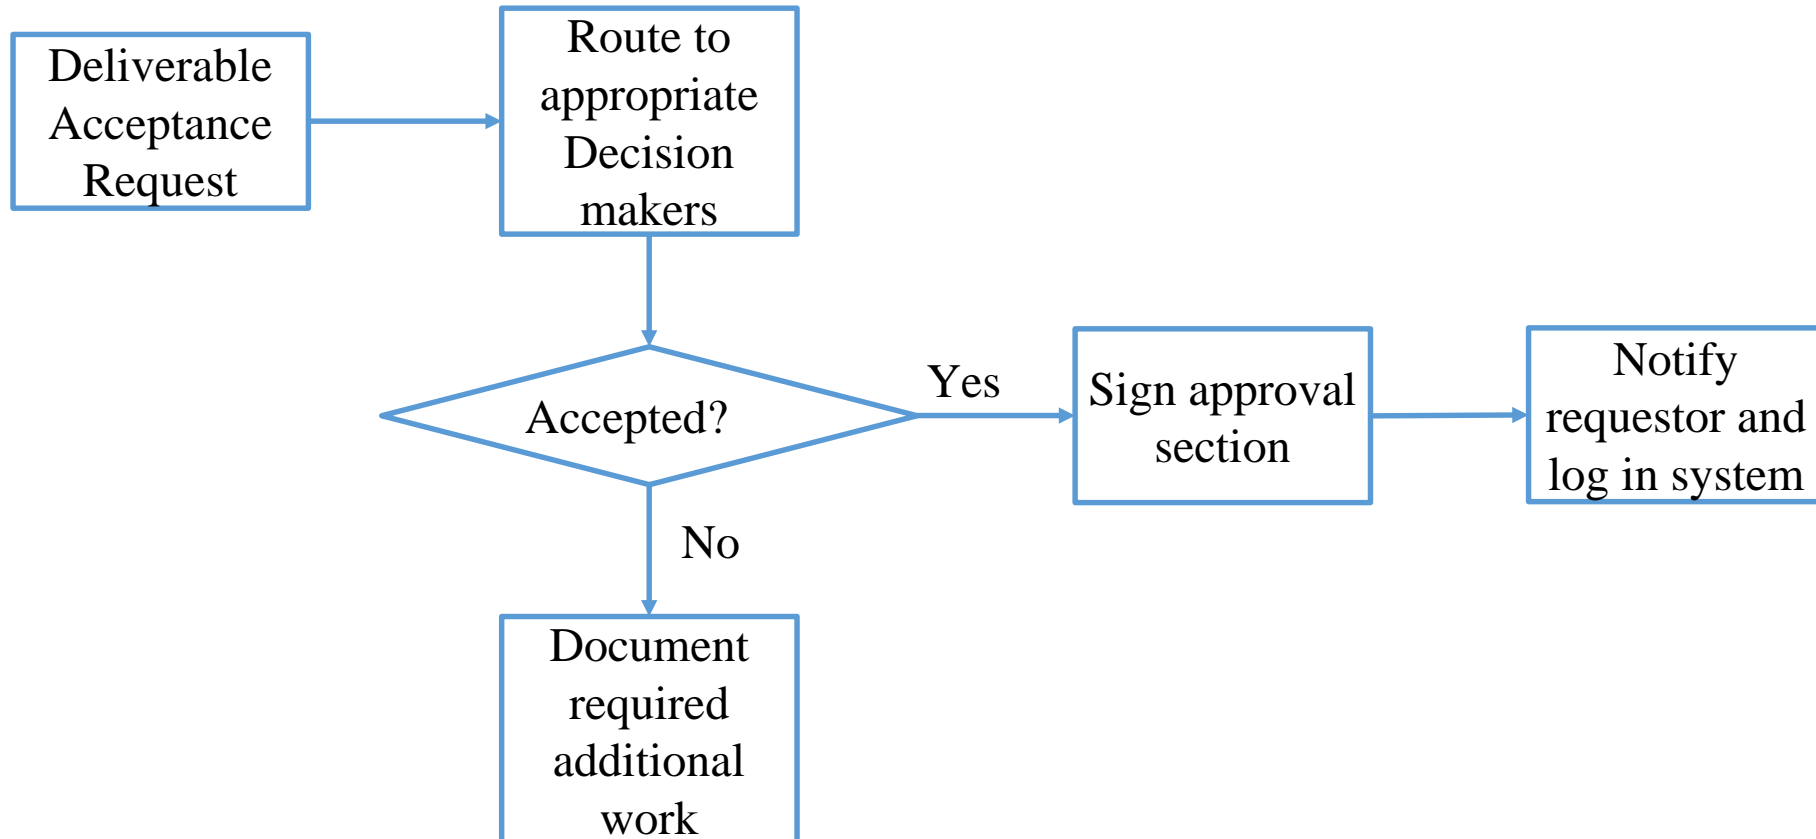 Deliverable
Acceptance
Request
Route to
appropriate
Decision
makers
Accepted?
Yes
Sign approval
section
Notify
requestor and
log in system
No
Document
required
additional
work